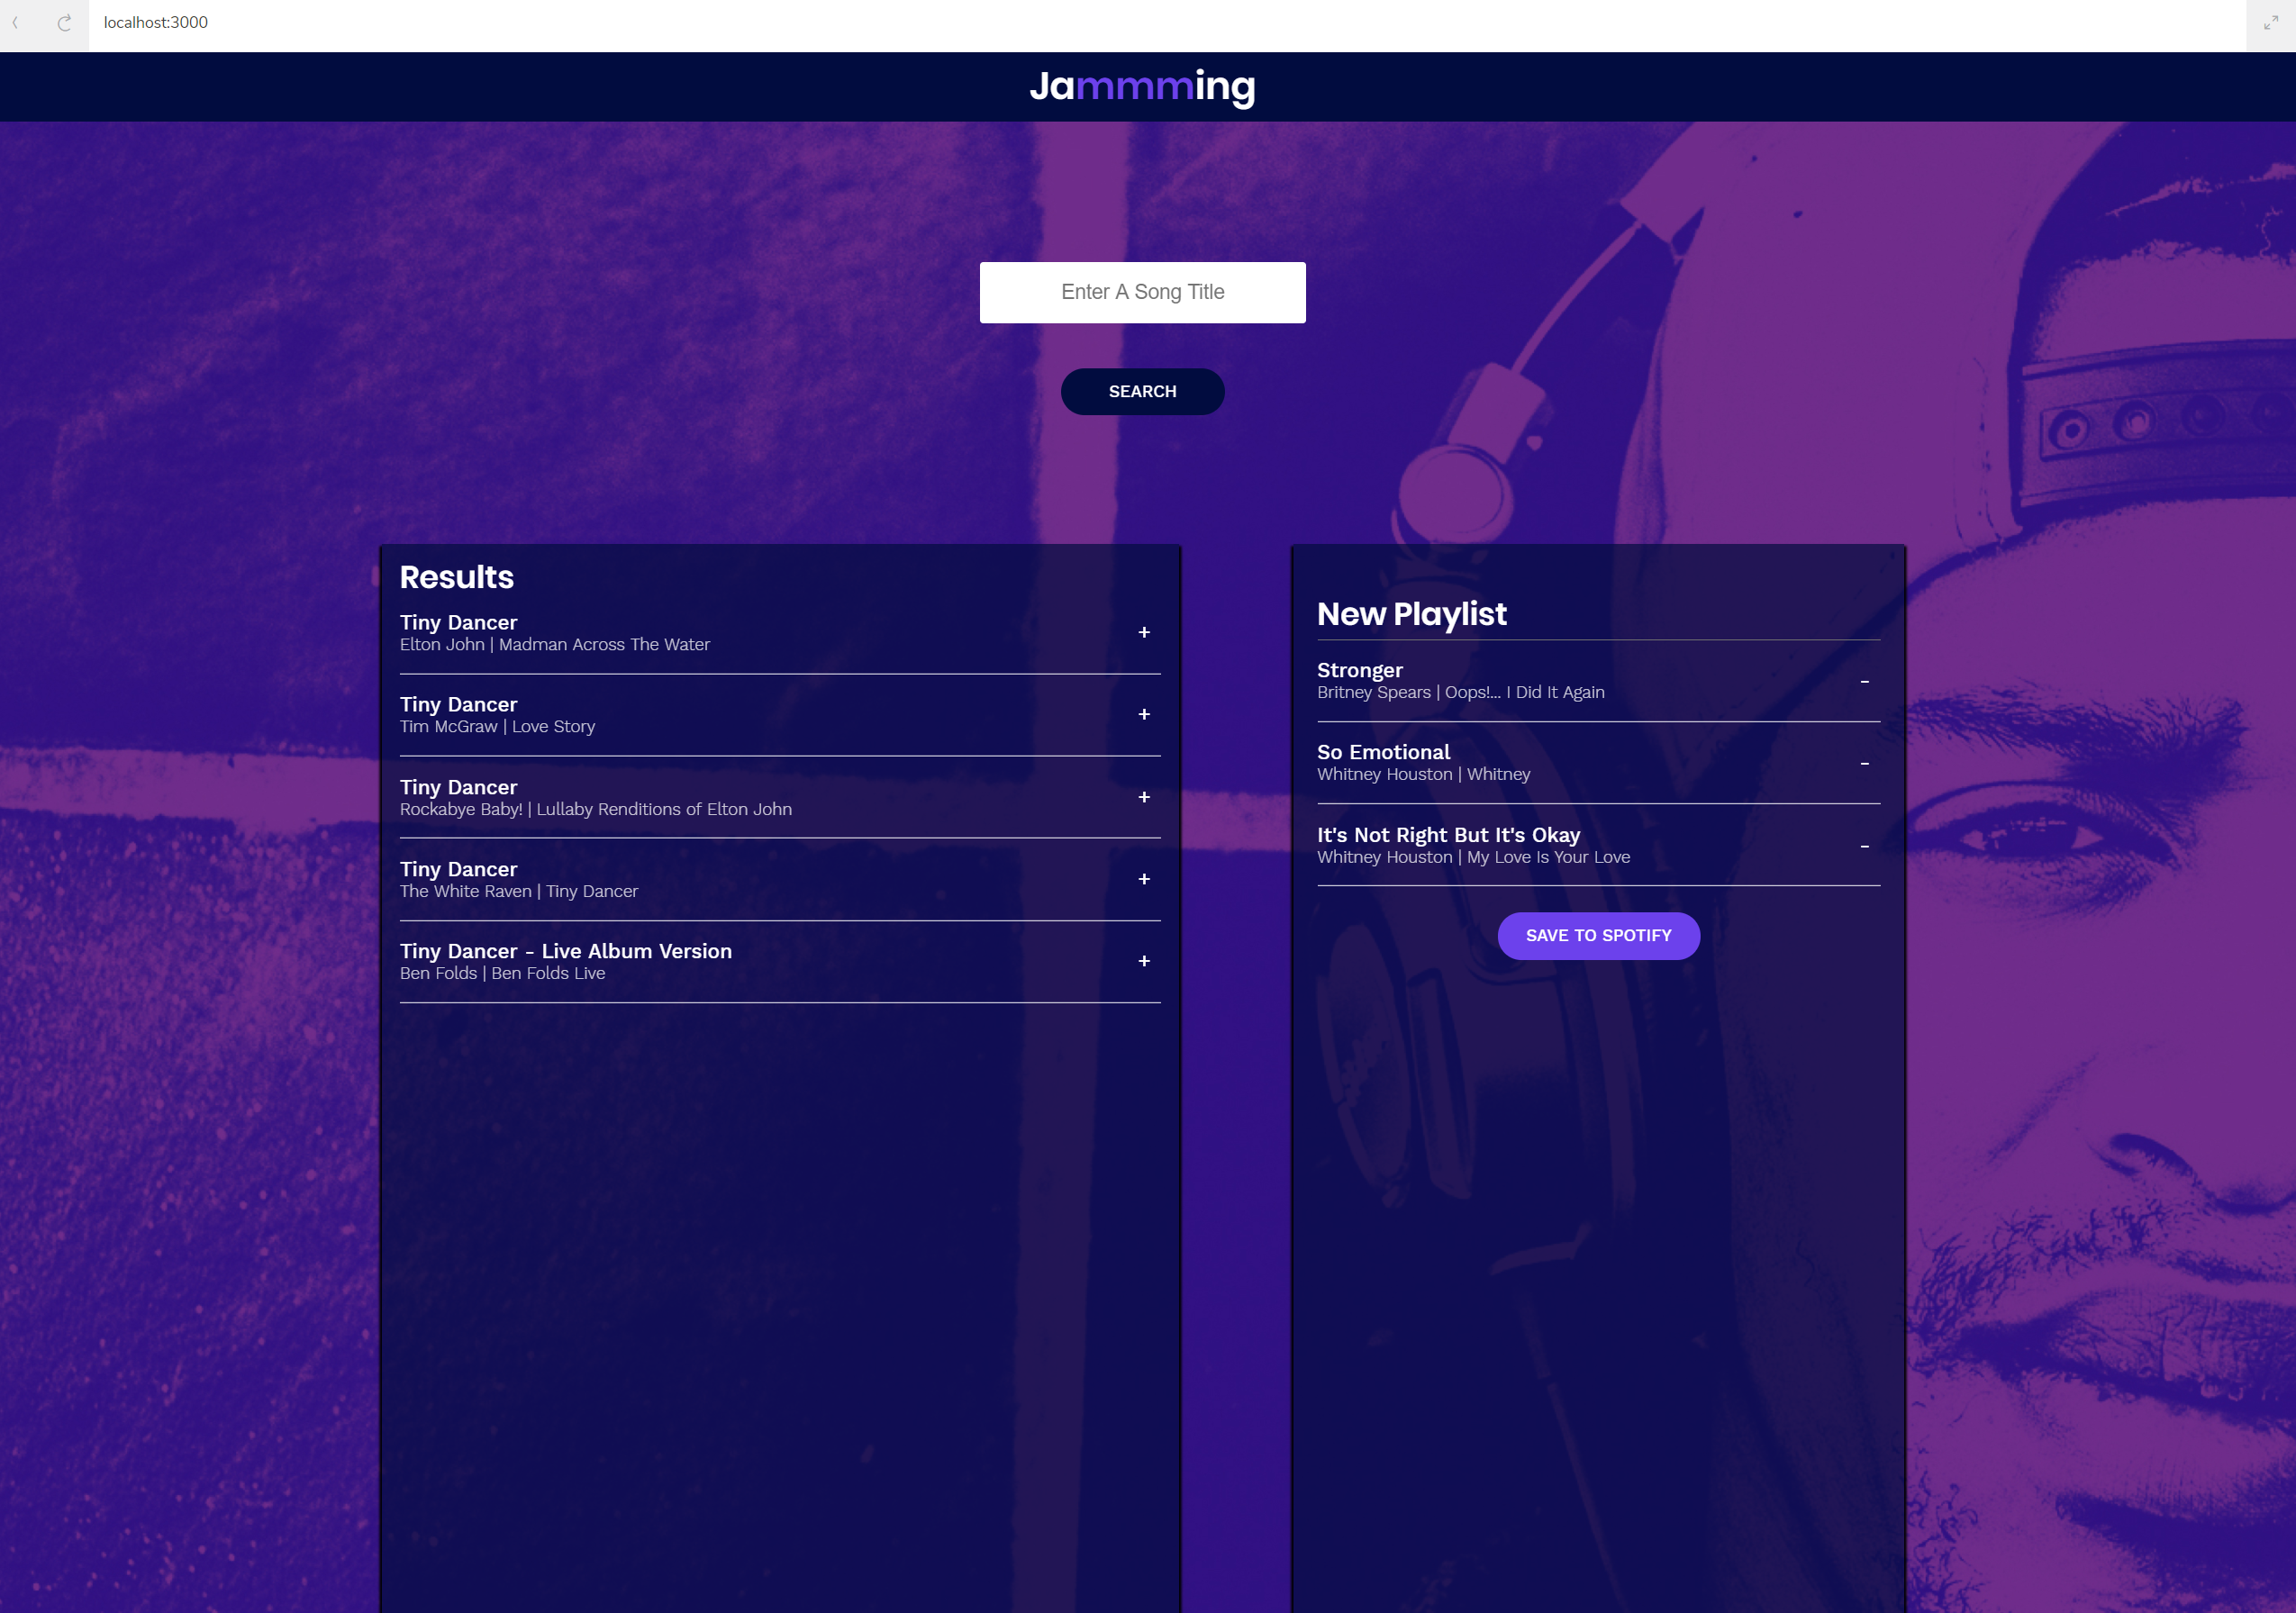 localhost:3000
Jammming
Enter A Song Title
SEARCH
Results
Tiny Dancer
Elton John | Madman Across The Water
+
Tiny Dancer
Tim McGraw | Love Story
+
Tiny Dancer
Rockabye Baby! | Lullaby Renditions of Elton John
+
Tiny Dancer
The White Raven | Tiny Dancer
+
Tiny Dancer - Live Album Version
Ben Folds | Ben Folds Live
+
New Playlist
Stronger
Britney Spears | Oops!... I Did It Again
-
So Emotional
Whitney Houston | Whitney
-
It's Not Right But It's Okay
Whitney Houston | My Love Is Your Love
-
SAVE TO SPOTIFY